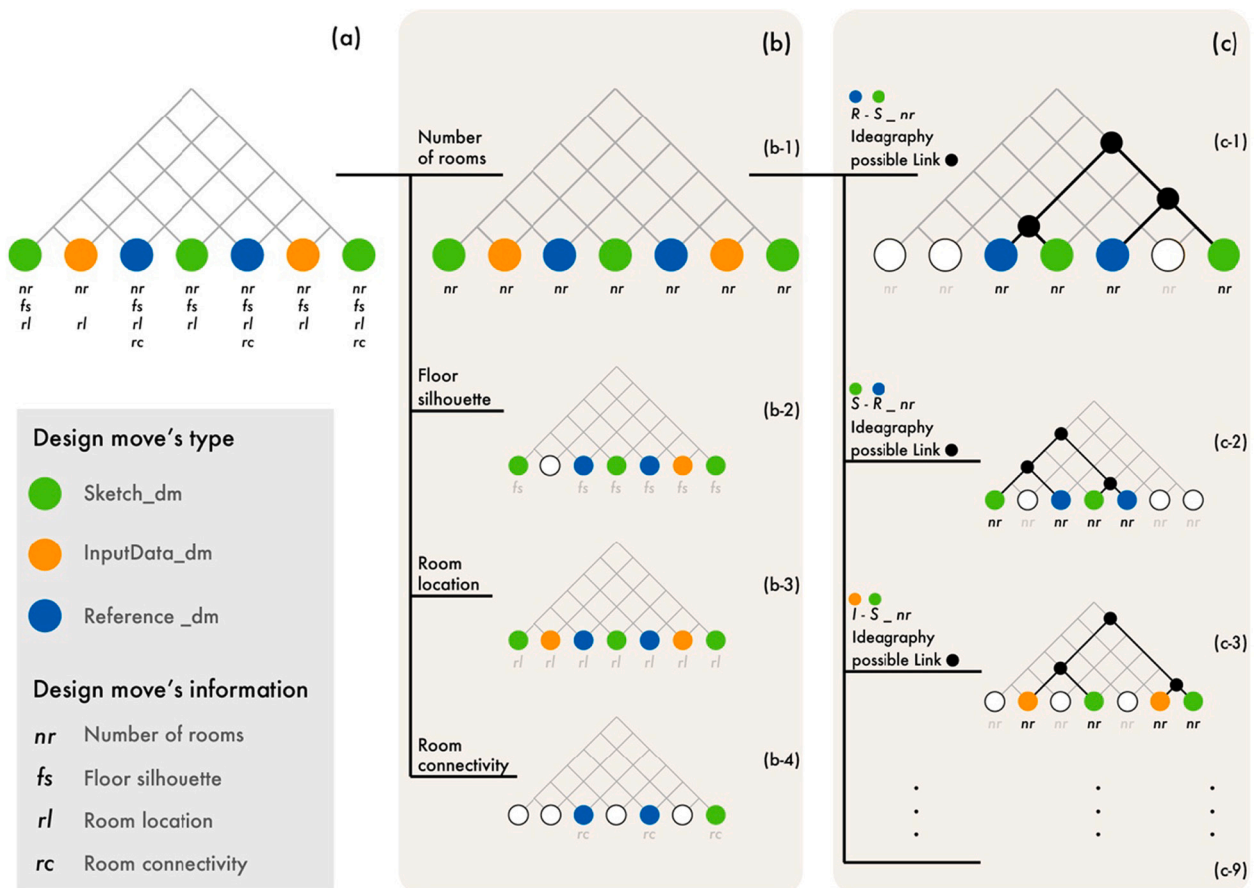 (a)
nr nr nr nr nr nr nr
fs fs fs fs fs fs
rl rl rl rl rl rl rl
rc rc rc
Design move's type
Sketch_dm
InputData_dm
Reference _dm
Design move's information
nr Number of rooms
fs Floor silhouette
rl Room location
rc Room connectivity
(b)
Number
of rooms
(b-1)
nr nr nr nr nr nr nr
Floor
silhouette
(b-2)
fs fs fs fs fs fs
Room
location
(b-3)
rl rl rl rl rl rl rl
Room
connectivity
(b-4)
rc rc rc
(c)
R - S _ nr
Ideagraphy
possible Link
(c-1)
nr nr nr nr nr nr nr
S - R _ nr
Ideagraphy
possible Link
(c-2)
nr nr nr nr nr nr nr
I - S _ nr
Ideagraphy
possible Link
(c-3)
nr nr nr nr nr nr nr
(c-9)